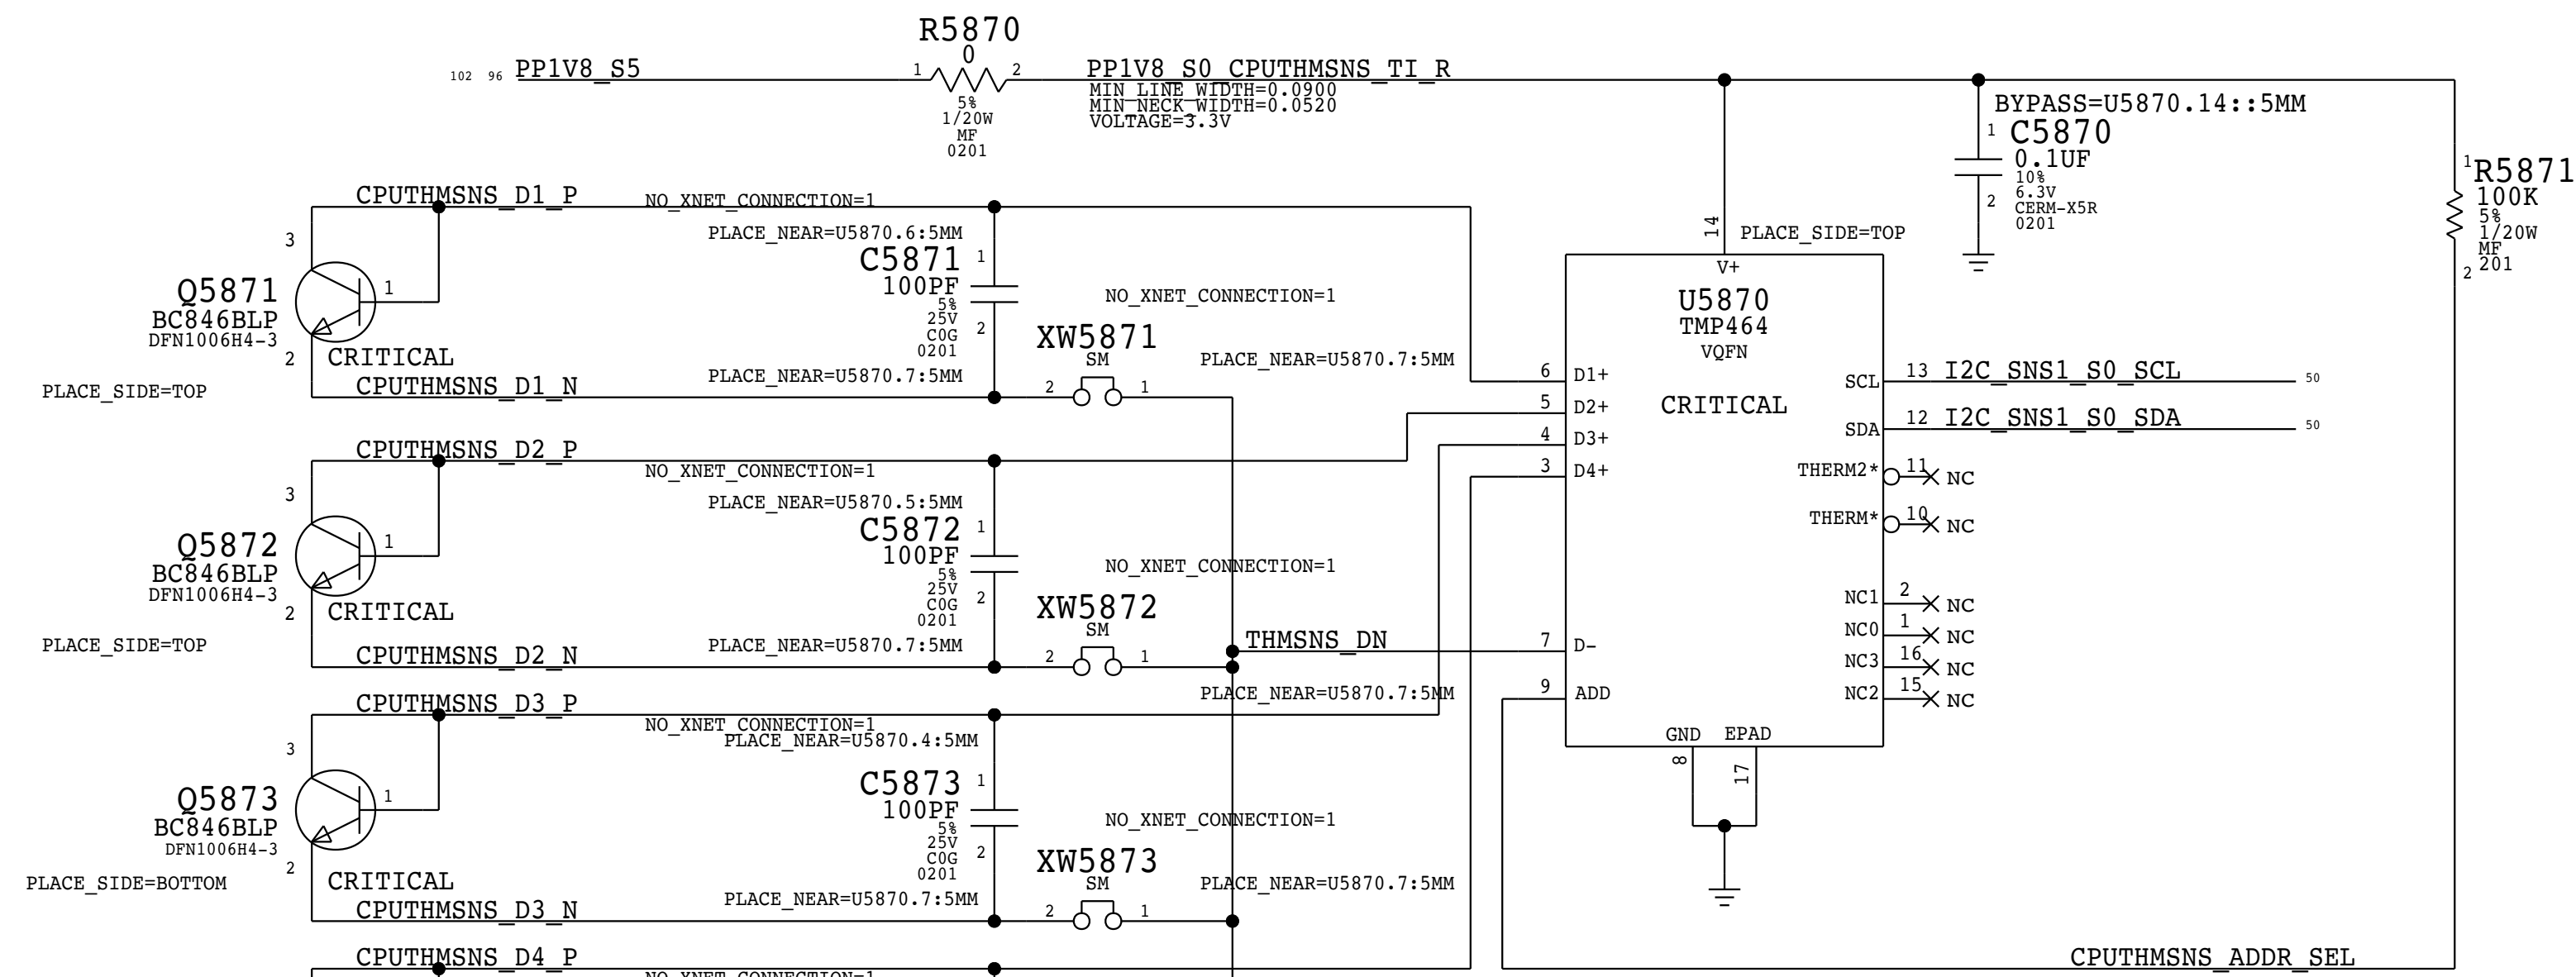 R5870
0
102 96 PP1V8_S5
1 2
5%
1/20W
MF
0201
PP1V8_S0_CPUTHMSNS_TI_R
MIN_LINE_WIDTH=0.0900
MIN_NECK_WIDTH=0.0520
VOLTAGE=3.3V
BYPASS=U5870.14::5MM
1
C5870
0.1UF
10%
6.3V
CERM-X5R
0201
2
1
R5871
100K
5%
1/20W
MF
201
2
CPUTHMSNS_D1_P
NO_XNET_CONNECTION=1
3
Q5871
BC846BLP
DFN1006H4-3
1
2
CRITICAL
PLACE_SIDE=TOP
CPUTHMSNS_D1_N
PLACE_NEAR=U5870.6:5MM
C5871
100PF
5%
25V
C0G
0201
1
2
PLACE_NEAR=U5870.7:5MM
NO_XNET_CONNECTION=1
XW5871
SM
2 1
PLACE_NEAR=U5870.7:5MM
CPUTHMSNS_D2_P
NO_XNET_CONNECTION=1
3
Q5872
BC846BLP
DFN1006H4-3
1
2
CRITICAL
PLACE_SIDE=TOP
CPUTHMSNS_D2_N
PLACE_NEAR=U5870.5:5MM
C5872
100PF
5%
25V
C0G
0201
1
2
PLACE_NEAR=U5870.7:5MM
NO_XNET_CONNECTION=1
XW5872
SM
2 1
THMSNS_DN
PLACE_NEAR=U5870.7:5MM
CPUTHMSNS_D3_P
NO_XNET_CONNECTION=1
PLACE_NEAR=U5870.4:5MM
3
Q5873
BC846BLP
DFN1006H4-3
1
2
CRITICAL
PLACE_SIDE=BOTTOM
CPUTHMSNS_D3_N
C5873
100PF
5%
25V
C0G
0201
1
2
PLACE_NEAR=U5870.7:5MM
NO_XNET_CONNECTION=1
XW5873
SM
2 1
PLACE_NEAR=U5870.7:5MM
CPUTHMSNS_D4_P
NO_XNET_CONNECTION=1
14
PLACE_SIDE=TOP
V+
U5870
TMP464
VQFN
CRITICAL
6 D1+
5 D2+
4 D3+
3 D4+
7 D-
9 ADD
SCL 13 I2C_SNS1_S0_SCL 50
SDA 12 I2C_SNS1_S0_SDA 50
THERM2* 11 NC
THERM* 10 NC
NC1 2 NC
NC0 1 NC
NC3 16 NC
NC2 15 NC
GND EPAD
8 17
CPUTHMSNS_ADDR_SEL